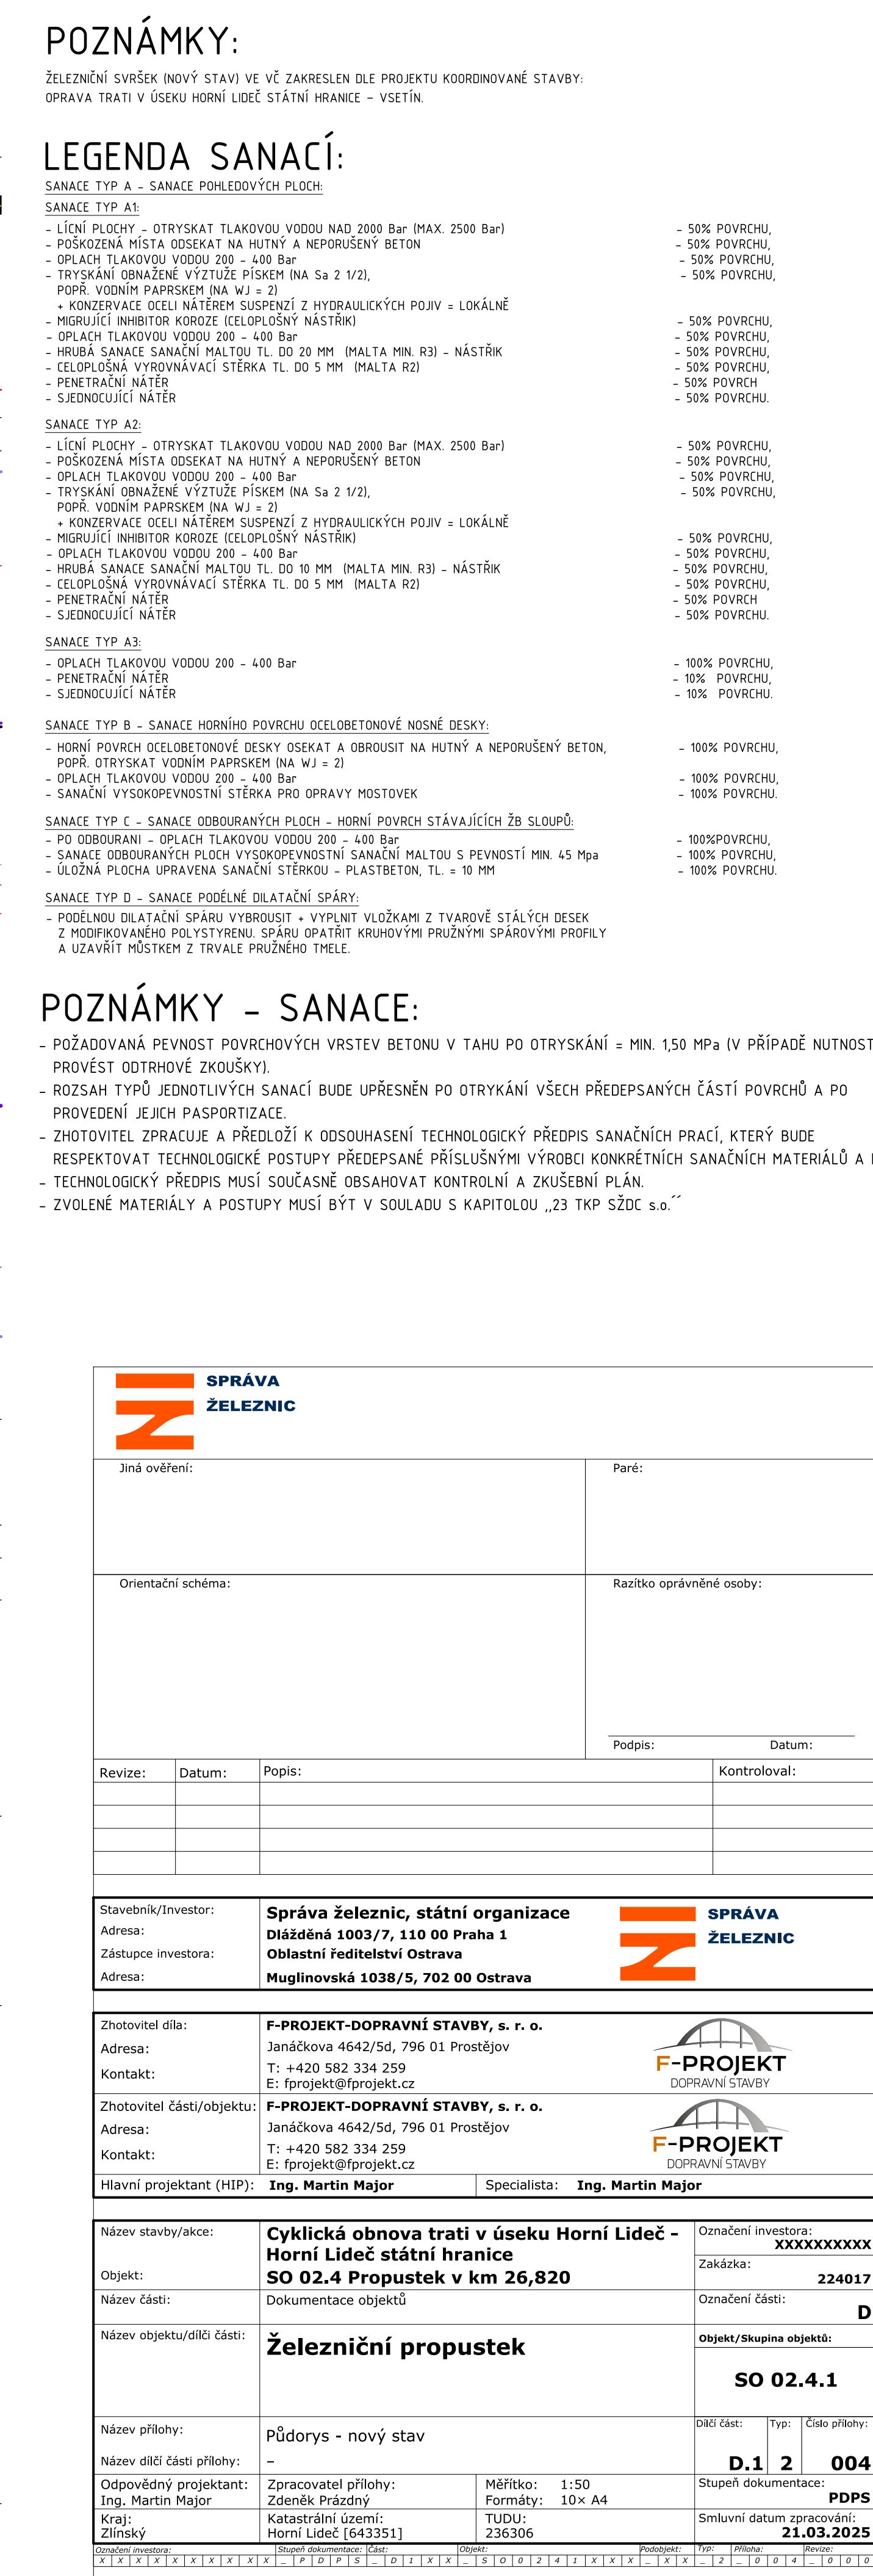 POZNÁMKY:
ŽELEZNIČNÍ SVRŠEK (NOVÝ STAV) VE VČ ZAKRESLEN DLE PROJEKTU KOORDINOVANÉ STAVBY:
OPRAVA TRATI V ÚSEKU HORNÍ LIDEČ STÁTNÍ HRANICE – VSETÍN.
LEGENDA SANACÍ:
SANACE TYP A – SANACE POHLEDOVÝCH PLOCH:
SANACE TYP A1:
– LÍCNÍ PLOCHY – OTRYSKAT TLAKOVOU VODOU NAD 2000 Bar (MAX. 2500 Bar) – 50% POVRCHU,
– POŠKOZENÁ MÍSTA ODSEKAT NA HUTNÝ A NEPORUŠENÝ BETON – 50% POVRCHU,
– OPLACH TLAKOVOU VODOU 200 – 400 Bar – 50% POVRCHU,
– TRYSKÁNÍ OBNAŽENÉ VÝZTUŽE PÍSKEM (NA Sa 2 1/2), – 50% POVRCHU,
POPŘ. VODNÍM PAPRSKEM (NA WJ = 2)
+ KONZERVACE OCELI NÁTĚREM SUSPENZÍ Z HYDRAULICKÝCH POJIV = LOKÁLNĚ
– MIGRUJÍCÍ INHIBITOR KOROZE (CELOPLOŠNÝ NÁSTŘIK) – 50% POVRCHU,
– OPLACH TLAKOVOU VODOU 200 – 400 Bar – 50% POVRCHU,
– HRUBÁ SANACE SANAČNÍ MALTOU TL. DO 20 MM (MALTA MIN. R3) – NÁSTŘIK – 50% POVRCHU,
– CELOPLOŠNÁ VYROVNÁVACÍ STĚRKA TL. DO 5 MM (MALTA R2) – 50% POVRCHU,
– PENETRAČNÍ NÁTĚR – 50% POVRCH
– SJEDNOCUJÍCÍ NÁTĚR – 50% POVRCHU.
SANACE TYP A2:
– LÍCNÍ PLOCHY – OTRYSKAT TLAKOVOU VODOU NAD 2000 Bar (MAX. 2500 Bar) – 50% POVRCHU,
– POŠKOZENÁ MÍSTA ODSEKAT NA HUTNÝ A NEPORUŠENÝ BETON – 50% POVRCHU,
– OPLACH TLAKOVOU VODOU 200 – 400 Bar – 50% POVRCHU,
– TRYSKÁNÍ OBNAŽENÉ VÝZTUŽE PÍSKEM (NA Sa 2 1/2), – 50% POVRCHU,
POPŘ. VODNÍM PAPRSKEM (NA WJ = 2)
+ KONZERVACE OCELI NÁTĚREM SUSPENZÍ Z HYDRAULICKÝCH POJIV = LOKÁLNĚ
– MIGRUJÍCÍ INHIBITOR KOROZE (CELOPLOŠNÝ NÁSTŘIK) – 50% POVRCHU,
– OPLACH TLAKOVOU VODOU 200 – 400 Bar – 50% POVRCHU,
– HRUBÁ SANACE SANAČNÍ MALTOU TL. DO 10 MM (MALTA MIN. R3) – NÁSTŘIK – 50% POVRCHU,
– CELOPLOŠNÁ VYROVNÁVACÍ STĚRKA TL. DO 5 MM (MALTA R2) – 50% POVRCHU,
– PENETRAČNÍ NÁTĚR – 50% POVRCH
– SJEDNOCUJÍCÍ NÁTĚR – 50% POVRCHU.
SANACE TYP A3:
– OPLACH TLAKOVOU VODOU 200 – 400 Bar – 100% POVRCHU,
– PENETRAČNÍ NÁTĚR – 10% POVRCHU,
– SJEDNOCUJÍCÍ NÁTĚR – 10% POVRCHU.
SANACE TYP B – SANACE HORNÍHO POVRCHU OCELOBETONOVÉ NOSNÉ DESKY:
– HORNÍ POVRCH OCELOBETONOVÉ DESKY OSEKAT A OBROUSIT NA HUTNÝ A NEPORUŠENÝ BETON, – 100% POVRCHU,
POPŘ. OTRYSKAT VODNÍM PAPRSKEM (NA WJ = 2)
– OPLACH TLAKOVOU VODOU 200 – 400 Bar – 100% POVRCHU,
– SANAČNÍ VYSOKOPEVNOSTNÍ STĚRKA PRO OPRAVY MOSTOVEK – 100% POVRCHU.
SANACE TYP C – SANACE ODBOURANÝCH PLOCH – HORNÍ POVRCH STÁVAJÍCÍCH ŽB SLOUPŮ:
– PO ODBOURANI – OPLACH TLAKOVOU VODOU 200 – 400 Bar – 100%POVRCHU,
– SANACE ODBOURANÝCH PLOCH VYSOKOPEVNOSTNÍ SANAČNÍ MALTOU S PEVNOSTÍ MIN. 45 Mpa – 100% POVRCHU,
– ÚLOŽNÁ PLOCHA UPRAVENA SANAČNÍ STĚRKOU – PLASTBETON, TL. = 10 MM – 100% POVRCHU.
SANACE TYP D – SANACE PODÉLNÉ DILATAČNÍ SPÁRY:
– PODÉLNOU DILATAČNÍ SPÁRU VYBROUSIT + VYPLNIT VLOŽKAMI Z TVAROVĚ STÁLÝCH DESEK
Z MODIFIKOVANÉHO POLYSTYRENU. SPÁRU OPATŘIT KRUHOVÝMI PRUŽNÝMI SPÁROVÝMI PROFILY
A UZAVŘÍT MŮSTKEM Z TRVALE PRUŽNÉHO TMELE.
POZNÁMKY – SANACE:
– POŽADOVANÁ PEVNOST POVRCHOVÝCH VRSTEV BETONU V TAHU PO OTRYSKÁNÍ = MIN. 1,50 MPa (V PŘÍPADĚ NUTNOST
PROVÉST ODTRHOVÉ ZKOUŠKY).
– ROZSAH TYPŮ JEDNOTLIVÝCH SANACÍ BUDE UPŘESNĚN PO OTRYKÁNÍ VŠECH PŘEDEPSANÝCH ČÁSTÍ POVRCHŮ A PO
PROVEDENÍ JEJICH PASPORTIZACE.
– ZHOTOVITEL ZPRACUJE A PŘEDLOŽÍ K ODSOUHASENÍ TECHNOLOGICKÝ PŘEDPIS SANAČNÍCH PRACÍ, KTERÝ BUDE
RESPEKTOVAT TECHNOLOGICKÉ POSTUPY PŘEDEPSANÉ PŘÍSLUŠNÝMI VÝROBCI KONKRÉTNÍCH SANAČNÍCH MATERIÁLŮ A
– TECHNOLOGICKÝ PŘEDPIS MUSÍ SOUČASNĚ OBSAHOVAT KONTROLNÍ A ZKUŠEBNÍ PLÁN.
– ZVOLENÉ MATERIÁLY A POSTUPY MUSÍ BÝT V SOULADU S KAPITOLOU ,,23 TKP SŽDC s.o.´´
SPRÁVA
ŽELEZNIC
Jiná ověření: Paré:
Orientační schéma: Razítko oprávněné osoby:
Podpis: Datum:
Revize: Datum: Popis: Kontroloval:
Stavebník/Investor: Správa železnic, státní organizace
Adresa: Dlážděná 1003/7, 110 00 Praha 1
Zástupce investora: Oblastní ředitelství Ostrava
Adresa: Muglinovská 1038/5, 702 00 Ostrava
SPRÁVA
ŽELEZNIC
Zhotovitel díla: F-PROJEKT-DOPRAVNÍ STAVBY, s. r. o.
Adresa: Janáčkova 4642/5d, 796 01 Prostějov
Kontakt: T: +420 582 334 259
E: fprojekt@fprojekt.cz
F-PROJEKT
DOPRAVNÍ STAVBY
Zhotovitel části/objektu: F-PROJEKT-DOPRAVNÍ STAVBY, s. r. o.
Adresa: Janáčkova 4642/5d, 796 01 Prostějov
Kontakt: T: +420 582 334 259
E: fprojekt@fprojekt.cz
F-PROJEKT
DOPRAVNÍ STAVBY
Hlavní projektant (HIP): Ing. Martin Major Specialista: Ing. Martin Major
Název stavby/akce: Cyklická obnova trati v úseku Horní Lideč -
Horní Lideč státní hranice
Označení investora:
XXXXXXXXXX
Objekt: SO 02.4 Propustek v km 26,820
Zakázka:
224017
Název části: Dokumentace objektů
Označení části:
D
Název objektu/dílči části: Železniční propustek
Objekt/Skupina objektů:
SO 02.4.1
Název přílohy: Půdorys - nový stav
Název dílčí části přílohy: –
Dílčí část: Typ: Číslo přílohy:
D.1 2 004
Odpovědný projektant: Zpracovatel přílohy: Měřítko: 1:50
Ing. Martin Major Zdeněk Prázdný Formáty: 10× A4
Stupeň dokumentace:
PDPS
Kraj: Katastrální území: TUDU:
Zlínský Horní Lideč [643351] 236306
Smluvní datum zpracování:
21.03.2025
Označení investora: Stupeň dokumentace: Část: Objekt: Podobjekt: Typ: Příloha: Revize:
X X X X X X X X X X _ P D P S _ D 1 X X _ S O 0 2 4 1 X X X _ X X _ 2 _ 0 0 4 _ 0 0 0